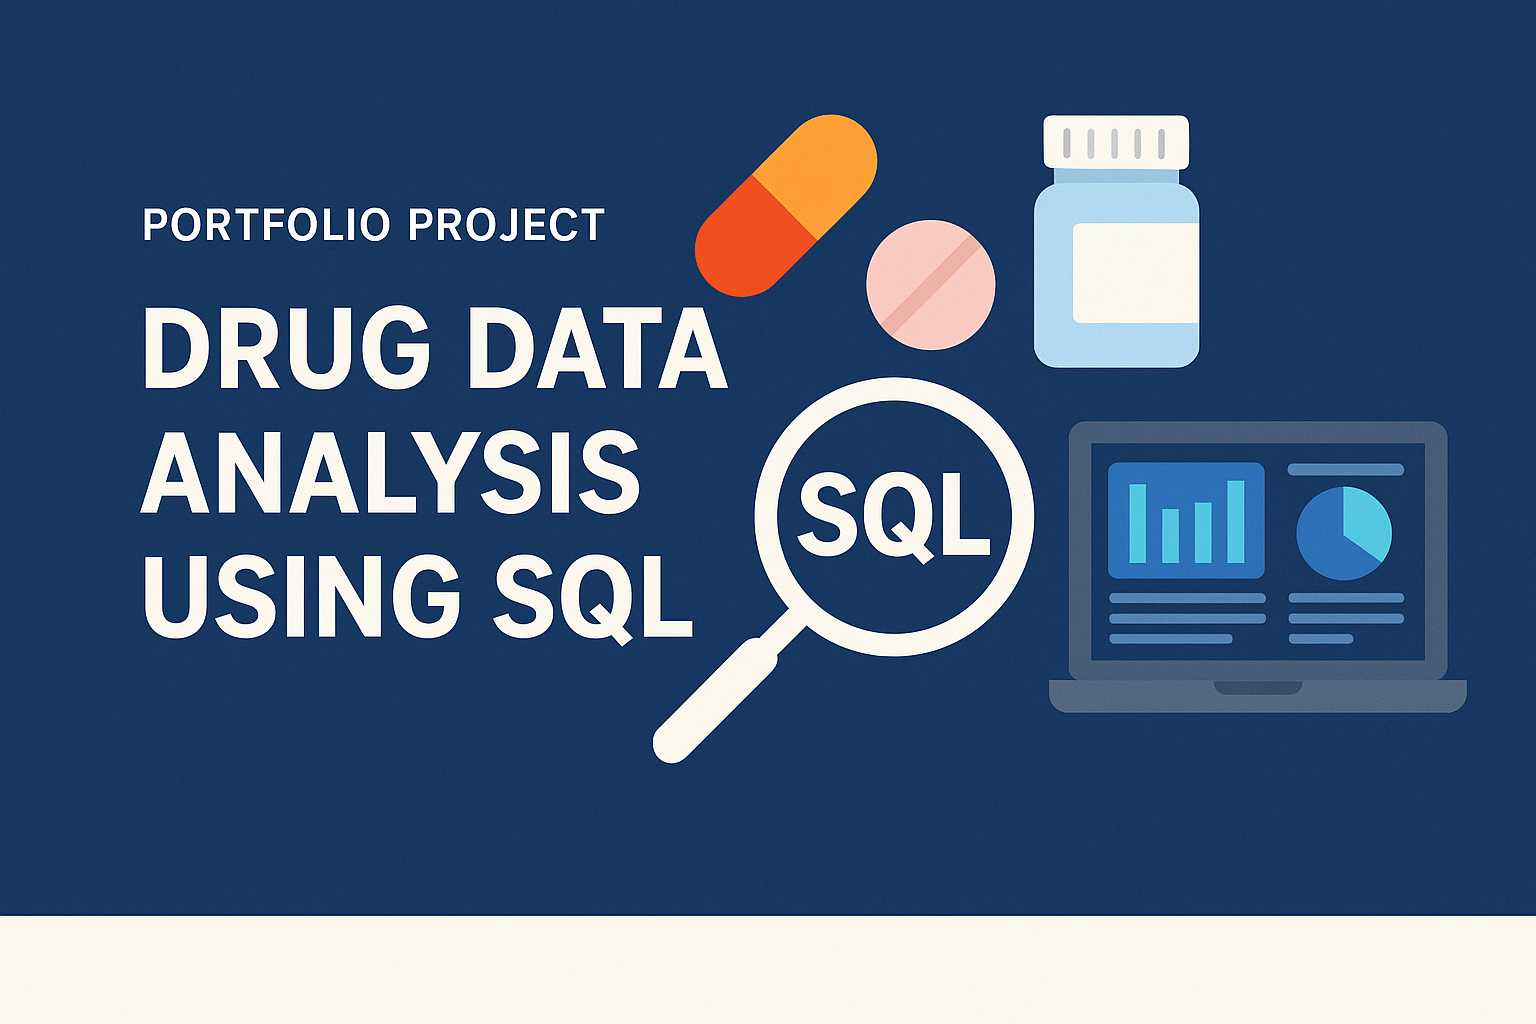 PORTFOLIO PROJECT
DRUG DATA
ANALYSIS
USING SQL
SQL